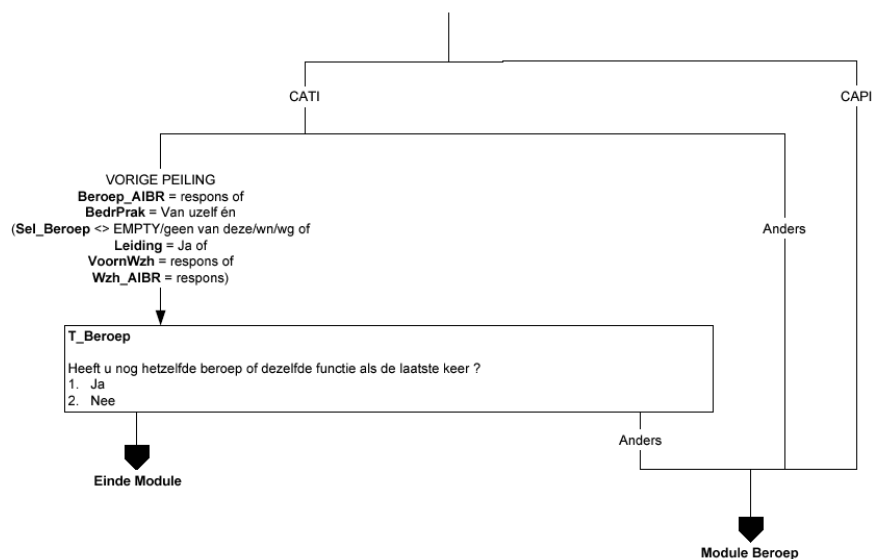 CATI
CAPI
VORIGE PEILING
Beroep_AIBR = respons of
BedrPrak = Van uzelf én
(Sel_Beroep <> EMPTY/geen van deze/wn/wg of
Leiding = Ja of
VoornWzh = respons of
Wzh_AIBR = respons)
Anders
T_Beroep
Heeft u nog hetzelfde beroep of dezelfde functie als de laatste keer ?
1. Ja
2. Nee
Anders
Einde Module
Module Beroep